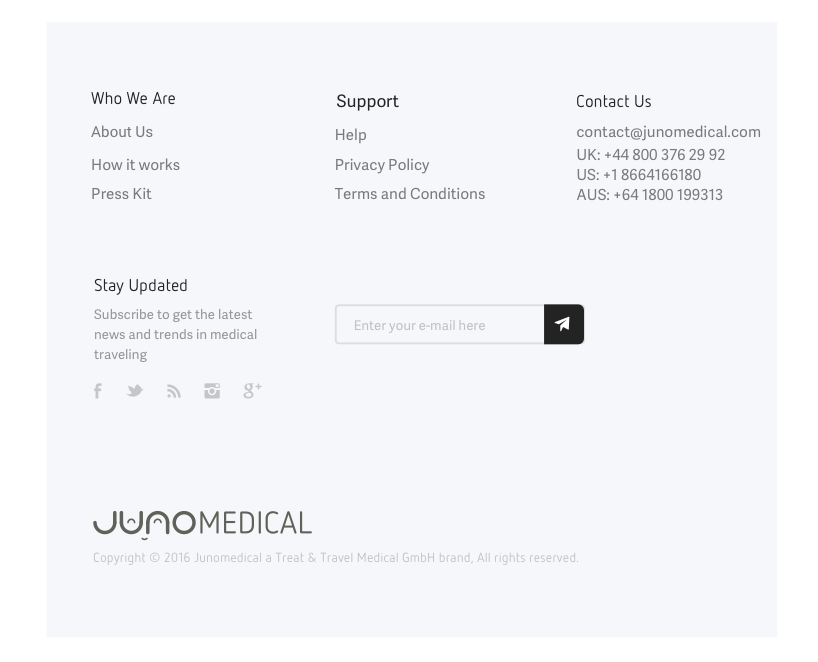 Who We Are
About Us
How it works
Press Kit
Support
Help
Privacy Policy
Terms and Conditions
Contact Us
contact@junomedical.com
UK: +44 800 376 29 92
US: +1 8664166180
AUS: +64 1800 199313
Stay Updated
Subscribe to get the latest
news and trends in medical
traveling
Enter your e-mail here
JUNOMEDICAL
Copyright © 2016 Junomedical a Treat & Travel Medical GmbH brand, All rights reserved.